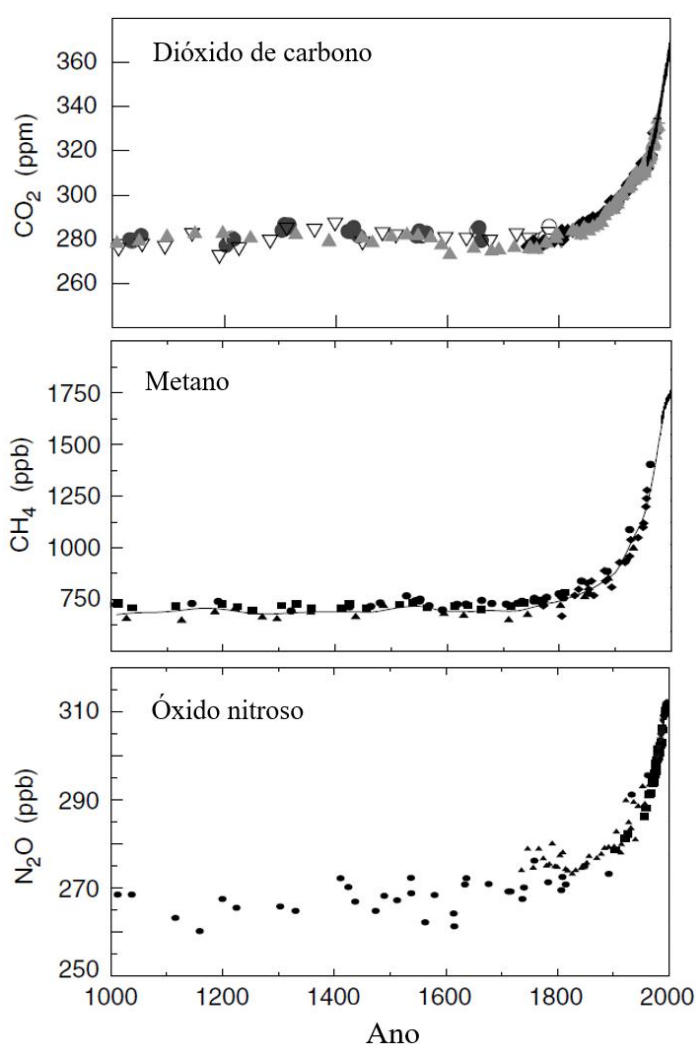 Dióxido de carbono
CO₂ (ppm)
360
340
320
300
280
260
Metano
CH₄ (ppb)
1750
1500
1250
1000
750
Óxido nitroso
N₂O (ppb)
310
290
270
250
1000 1200 1400 1600 1800 2000
Ano